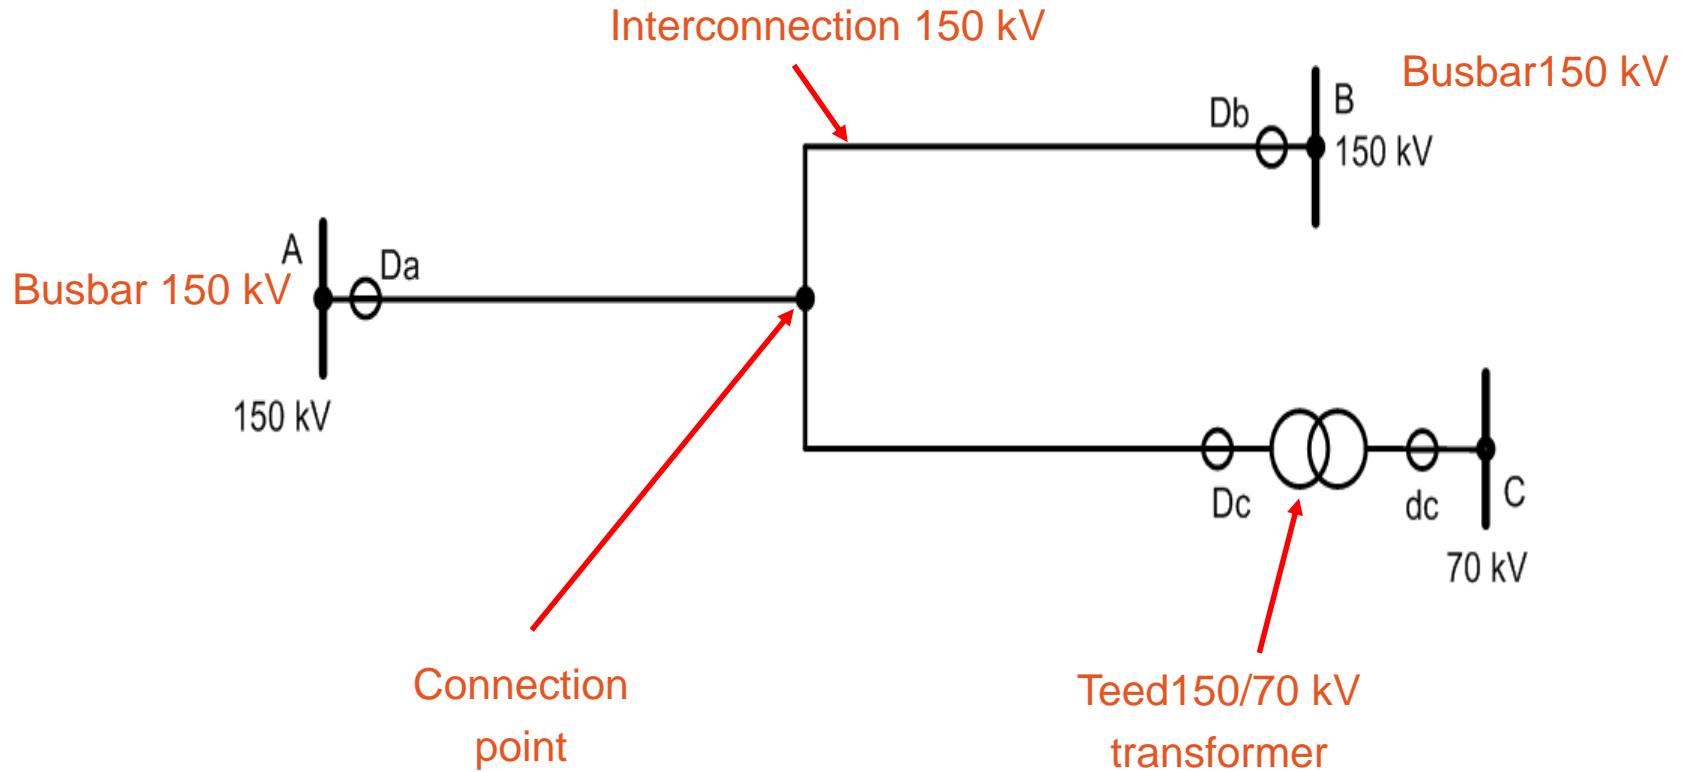 Interconnection 150 kV
Busbar150 kV
Db
B
150 kV
A
Da
Busbar 150 kV
150 kV
Dc
dc
C
70 kV
Connection
point
Teed150/70 kV
transformer